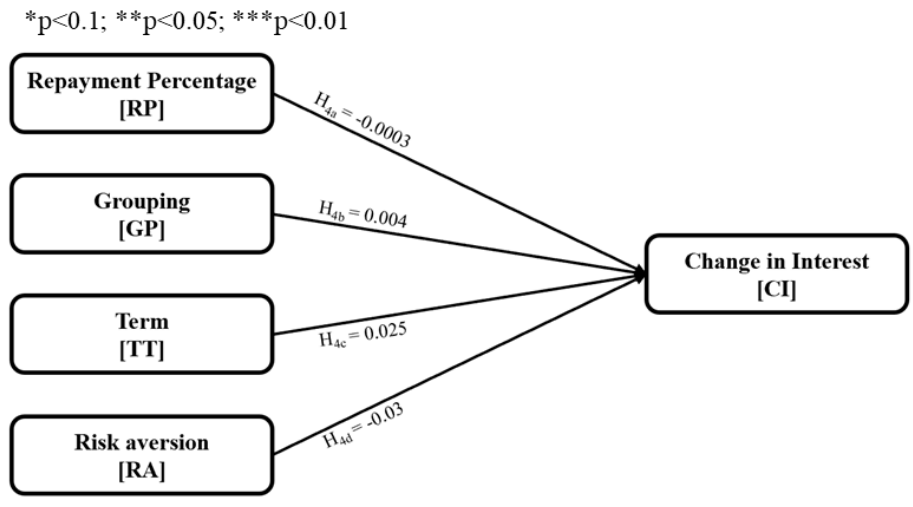 *p<0.1; **p<0.05; ***p<0.01
Repayment Percentage
[RP]
H4a = -0.0003
Grouping
[GP]
H4b = 0.004
Change in Interest
[CI]
Term
[TT]
H4c = 0.025
Risk aversion
[RA]
H4d = -0.03